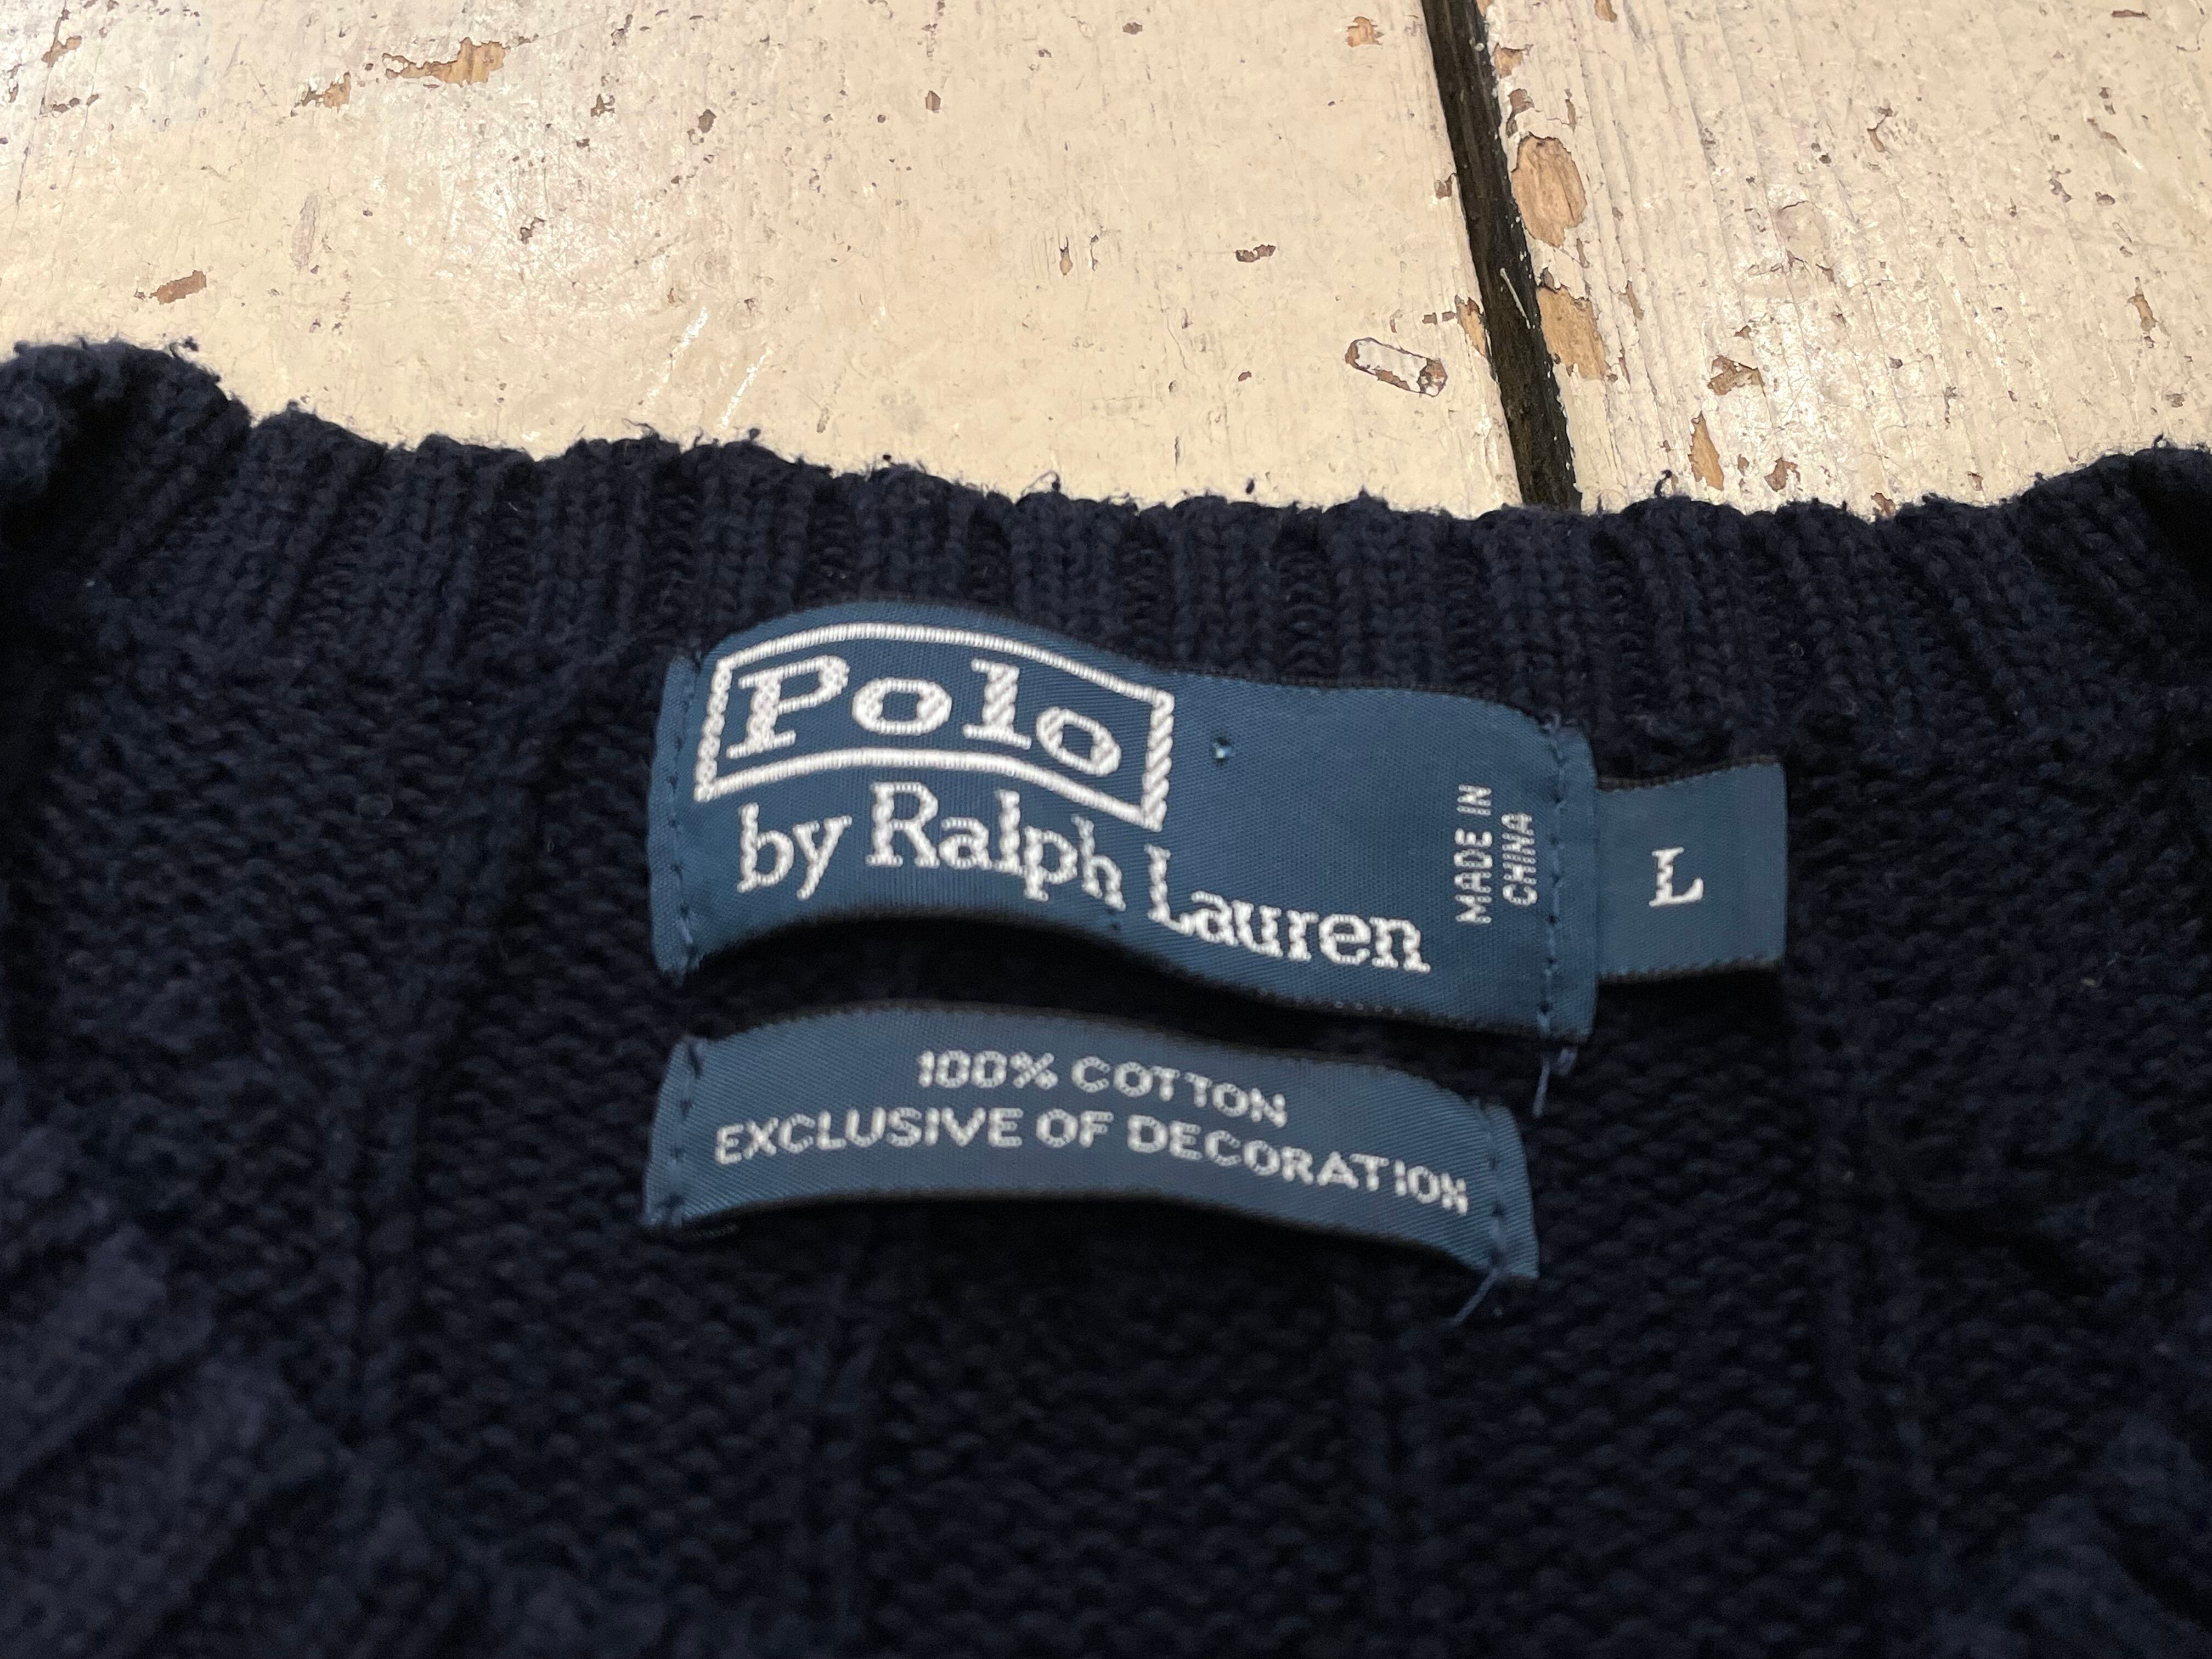 Polo
by Ralph Lauren
MADE IN
CHINA
L
100% COTTON
EXCLUSIVE OF DECORATION